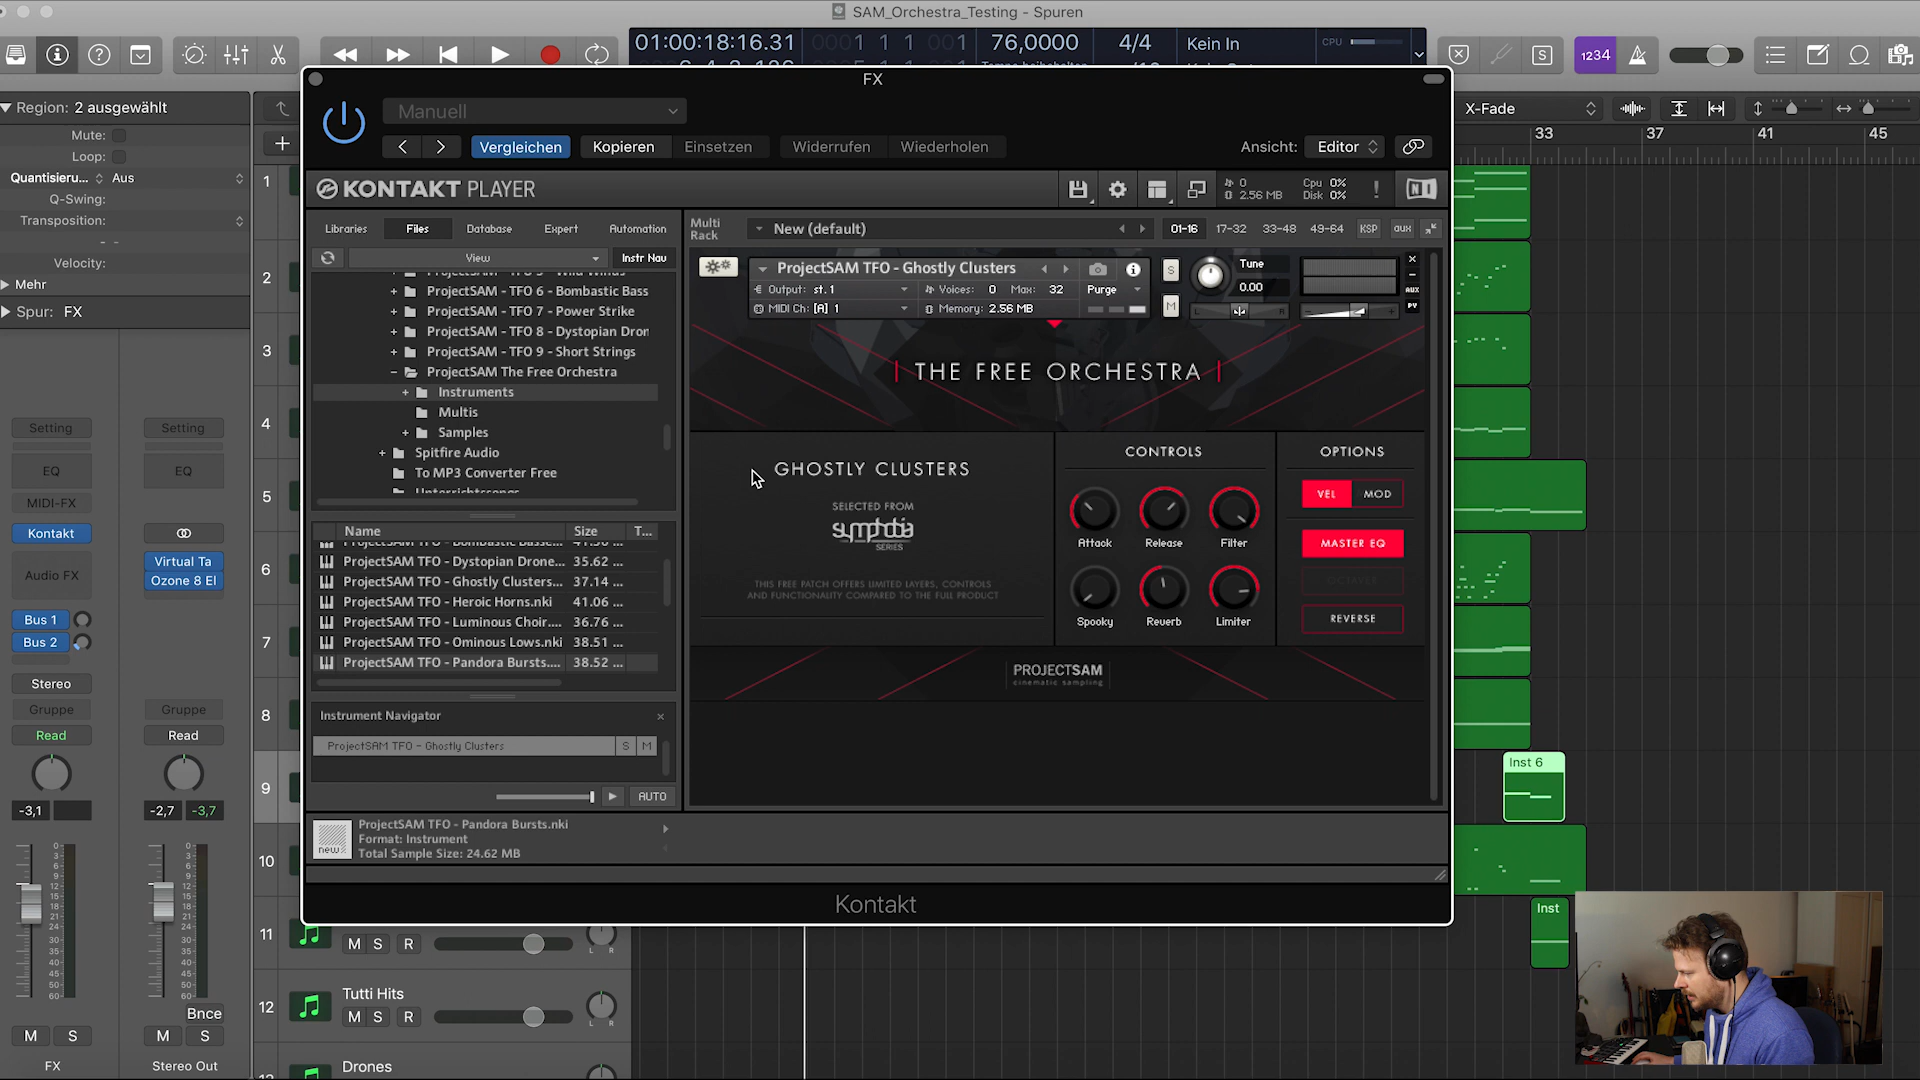 SAM_Orchestra_Testing - Spuren
01:00:18:16.31
0001 1 1 001
76,0000
4/4
Kein In
CPU
S
1234
Region: 2 ausgewählt
Mute:
Loop:
Quantisieru... Aus
Q-Swing:
Transposition:
Velocity:
Mehr
Spur: FX
FX
Manuell
Vergleichen
Kopieren
Einsetzen
Widerrufen
Wiederholen
Ansicht: Editor
X-Fade
33
37
41
45
KONTAKT PLAYER
0
2.56 MB
Cpu 0%
Disk 0%
!
NI
Libraries
Files
Database
Expert
Automation
View
Instr Nav
Multi Rack
New (default)
01-16
17-32
33-48
49-64
KSP
aux
+ ProjectSAM - TFO 6 - Bombastic Bass
+ ProjectSAM - TFO 7 - Power Strike
+ ProjectSAM - TFO 8 - Dystopian Dron
+ ProjectSAM - TFO 9 - Short Strings
- ProjectSAM The Free Orchestra
+ Instruments
Multis
+ Samples
+ Spitfire Audio
To MP3 Converter Free
Unterrichtssongs
ProjectSAM TFO - Ghostly Clusters
Output: st.1
Voices: 0 Max: 32
Purge
MIDI Ch: [A] 1
Memory: 2.56 MB
S
M
Tune
0.00
L
R
AUX
PV
THE FREE ORCHESTRA
GHOSTLY CLUSTERS
SELECTED FROM
symphobia
SERIES
THIS FREE PATCH OFFERS LIMITED LAYERS, CONTROLS
AND FUNCTIONALITY COMPARED TO THE FULL PRODUCT
CONTROLS
Attack
Release
Filter
Spooky
Reverb
Limiter
OPTIONS
VEL
MOD
MASTER EQ
REVERSE
PROJECTSAM
cinematic sampling
Name
Size
T...
ProjectSAM TFO - Dystopian Drone... 35.62 ...
ProjectSAM TFO - Ghostly Clusters... 37.14 ...
ProjectSAM TFO - Heroic Horns.nki 41.06 ...
ProjectSAM TFO - Luminous Choir.... 36.76 ...
ProjectSAM TFO - Ominous Lows.nki 38.51 ...
ProjectSAM TFO - Pandora Bursts.... 38.52 ...
Instrument Navigator
ProjectSAM TFO - Ghostly Clusters
S
M
AUTO
new
ProjectSAM TFO - Pandora Bursts.nki
Format: Instrument
Total Sample Size: 24.62 MB
Kontakt
Setting
EQ
MIDI-FX
Kontakt
Audio FX
Bus 1
Bus 2
Stereo
Gruppe
Read
-3,1
M
S
FX
Setting
EQ
Virtual Ta
Ozone 8 El
Gruppe
Read
-2,7
-3,7
Bnce
M
S
Stereo Out
1
2
3
4
5
6
7
8
9
10
11
12
M S R
Tutti Hits
M S R
Drones
Inst 6
Inst